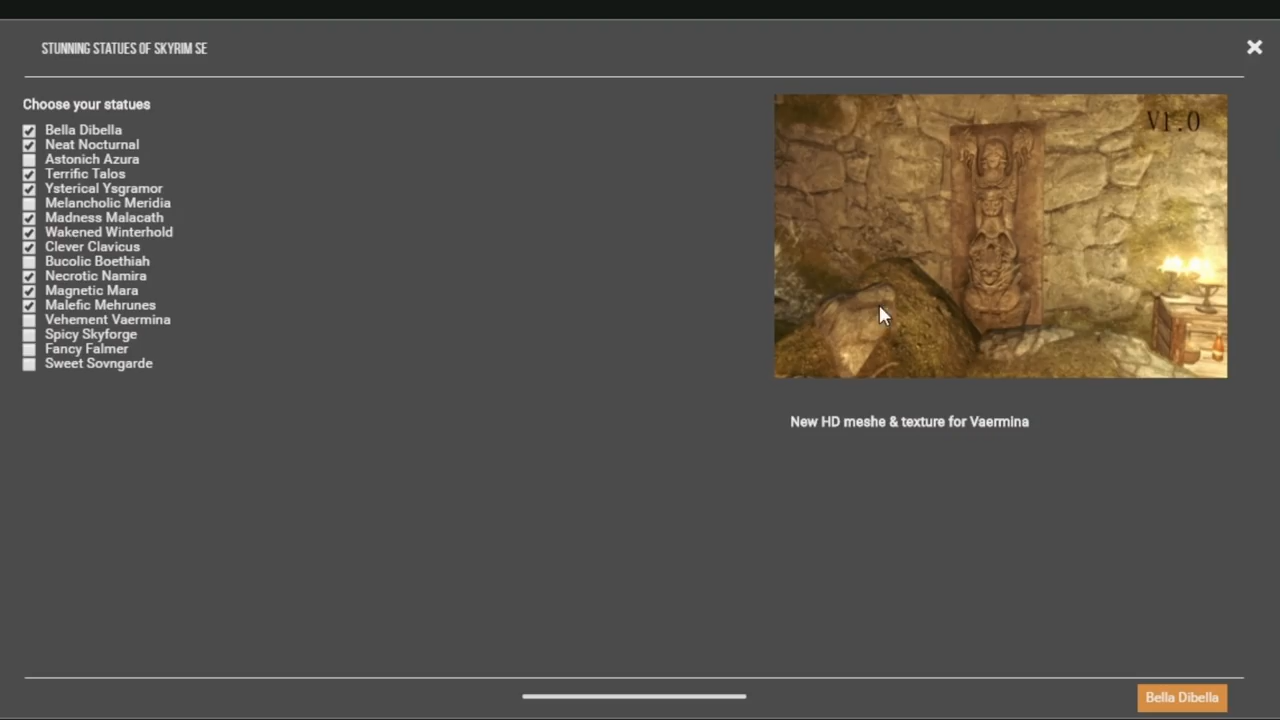 STUNNING STATUES OF SKYRIM SE
Choose your statues
Bella Dibella
Neat Nocturnal
Astonich Azura
Terrific Talos
Ysterical Ysgramor
Melancholic Meridia
Madness Malacath
Wakened Winterhold
Clever Clavicus
Bucolic Boethiah
Necrotic Namira
Magnetic Mara
Malefic Mehrunes
Vehement Vaermina
Spicy Skyforge
Fancy Falmer
Sweet Sovngarde
V1.0
New HD meshe & texture for Vaermina
Bella Dibella